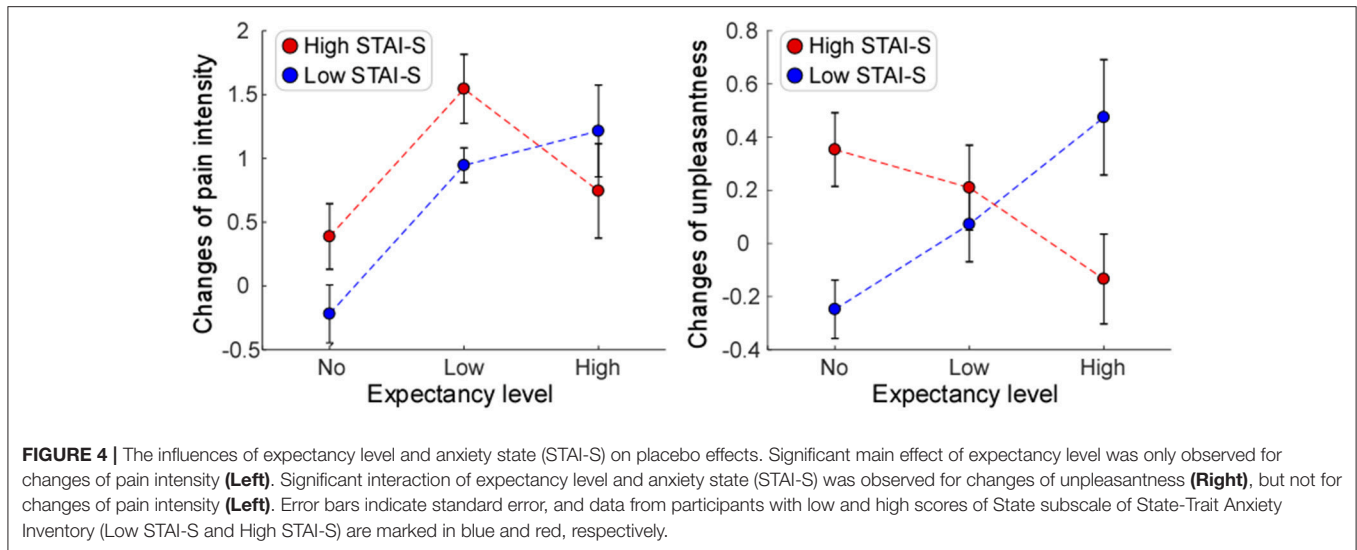 Changes of pain intensity
2
1.5
1
0.5
0
-0.5
High STAI-S
Low STAI-S
No Low High
Expectancy level
Changes of unpleasantness
0.8
0.6
0.4
0.2
0
-0.2
-0.4
High STAI-S
Low STAI-S
No Low High
Expectancy level
FIGURE 4 | The influences of expectancy level and anxiety state (STAI-S) on placebo effects. Significant main effect of expectancy level was only observed for
changes of pain intensity (Left). Significant interaction of expectancy level and anxiety state (STAI-S) was observed for changes of unpleasantness (Right), but not for
changes of pain intensity (Left). Error bars indicate standard error, and data from participants with low and high scores of State subscale of State-Trait Anxiety
Inventory (Low STAI-S and High STAI-S) are marked in blue and red, respectively.